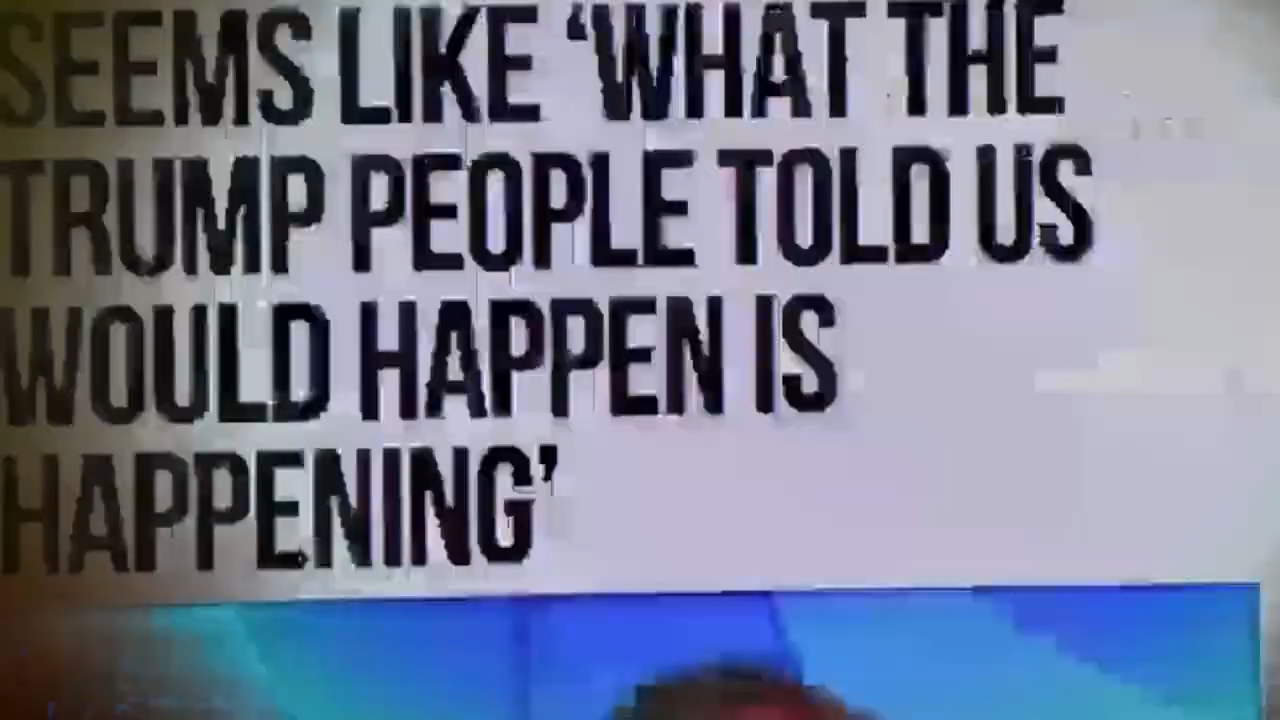 SEEMS LIKE ‘WHAT THE
TRUMP PEOPLE TOLD US
WOULD HAPPEN IS
HAPPENING’